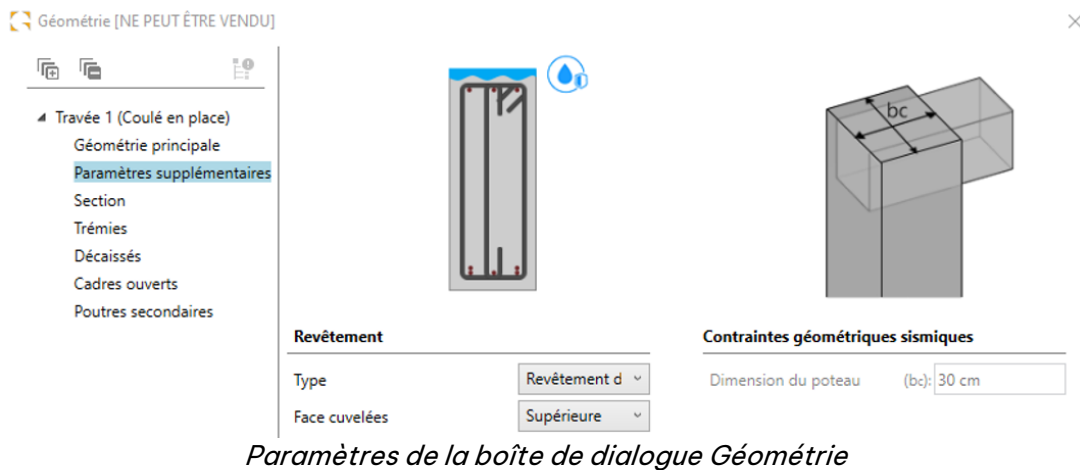 Géométrie [NE PEUT ÊTRE VENDU]
Travée 1 (Coulé en place)
Géométrie principale
Paramètres supplémentaires
Section
Trémies
Décaissés
Cadres ouverts
Poutres secondaires
Revêtement
Type Revêtement d
Face cuvelées Supérieure
bc
Contraintes géométriques sismiques
Dimension du poteau (bc): 30 cm
Paramètres de la boîte de dialogue Géométrie